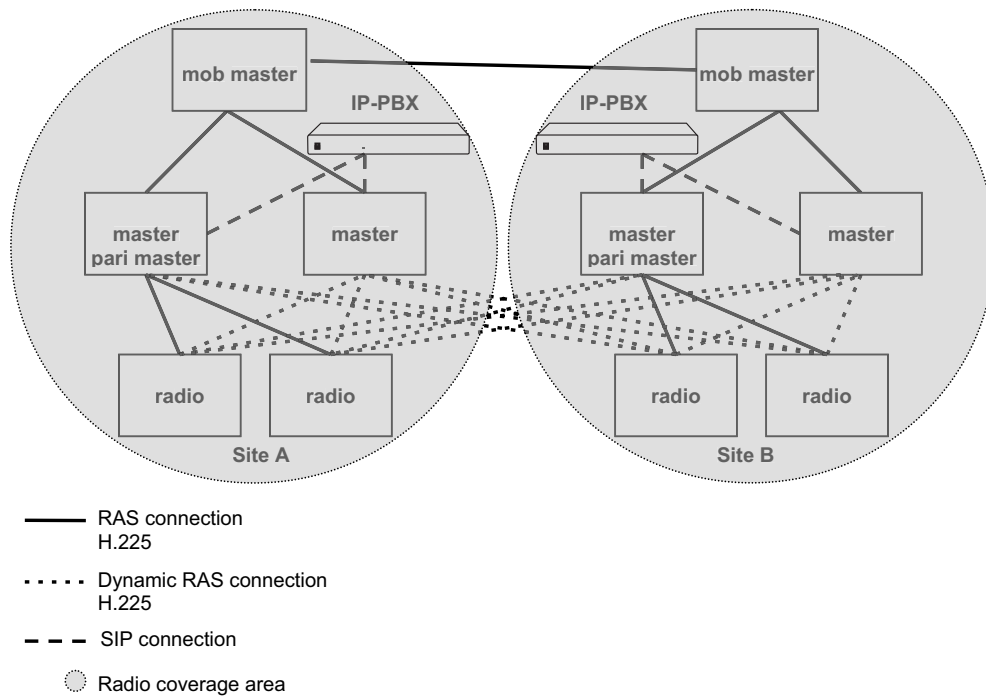 mob master
mob master
IP-PBX
IP-PBX
master
pari master
master
master
pari master
master
radio
radio
radio
radio
Site A
Site B
RAS connection
H.225
Dynamic RAS connection
H.225
SIP connection
Radio coverage area